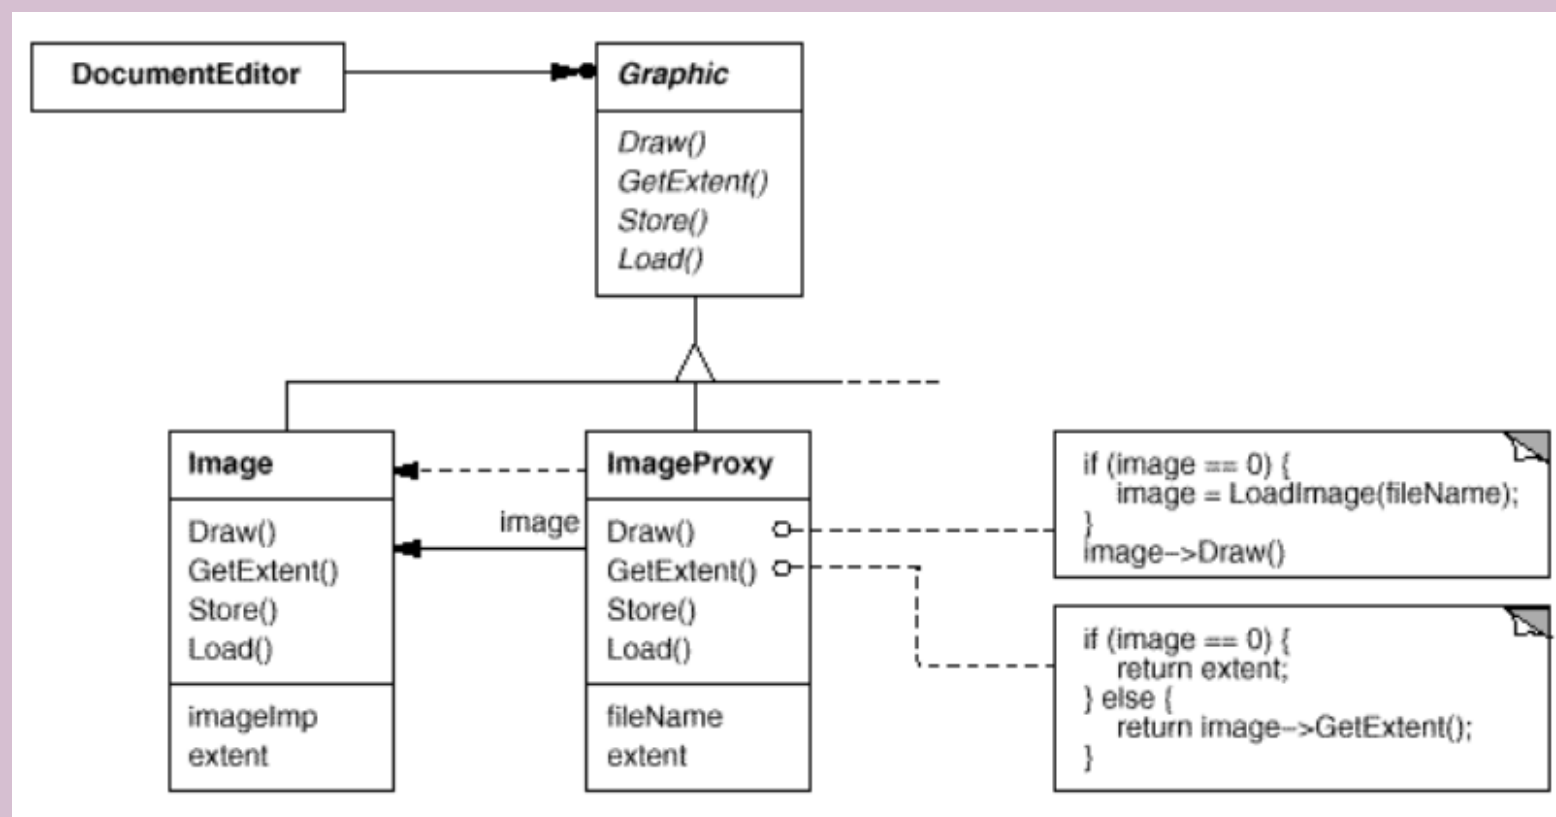 DocumentEditor
Graphic
Draw()
GetExtent()
Store()
Load()
Image
Draw()
GetExtent()
Store()
Load()
imageImp
extent
image
ImageProxy
Draw()
GetExtent()
Store()
Load()
fileName
extent
if (image == 0) {
image = LoadImage(fileName);
}
image->Draw()
if (image == 0) {
return extent;
} else {
return image->GetExtent();
}